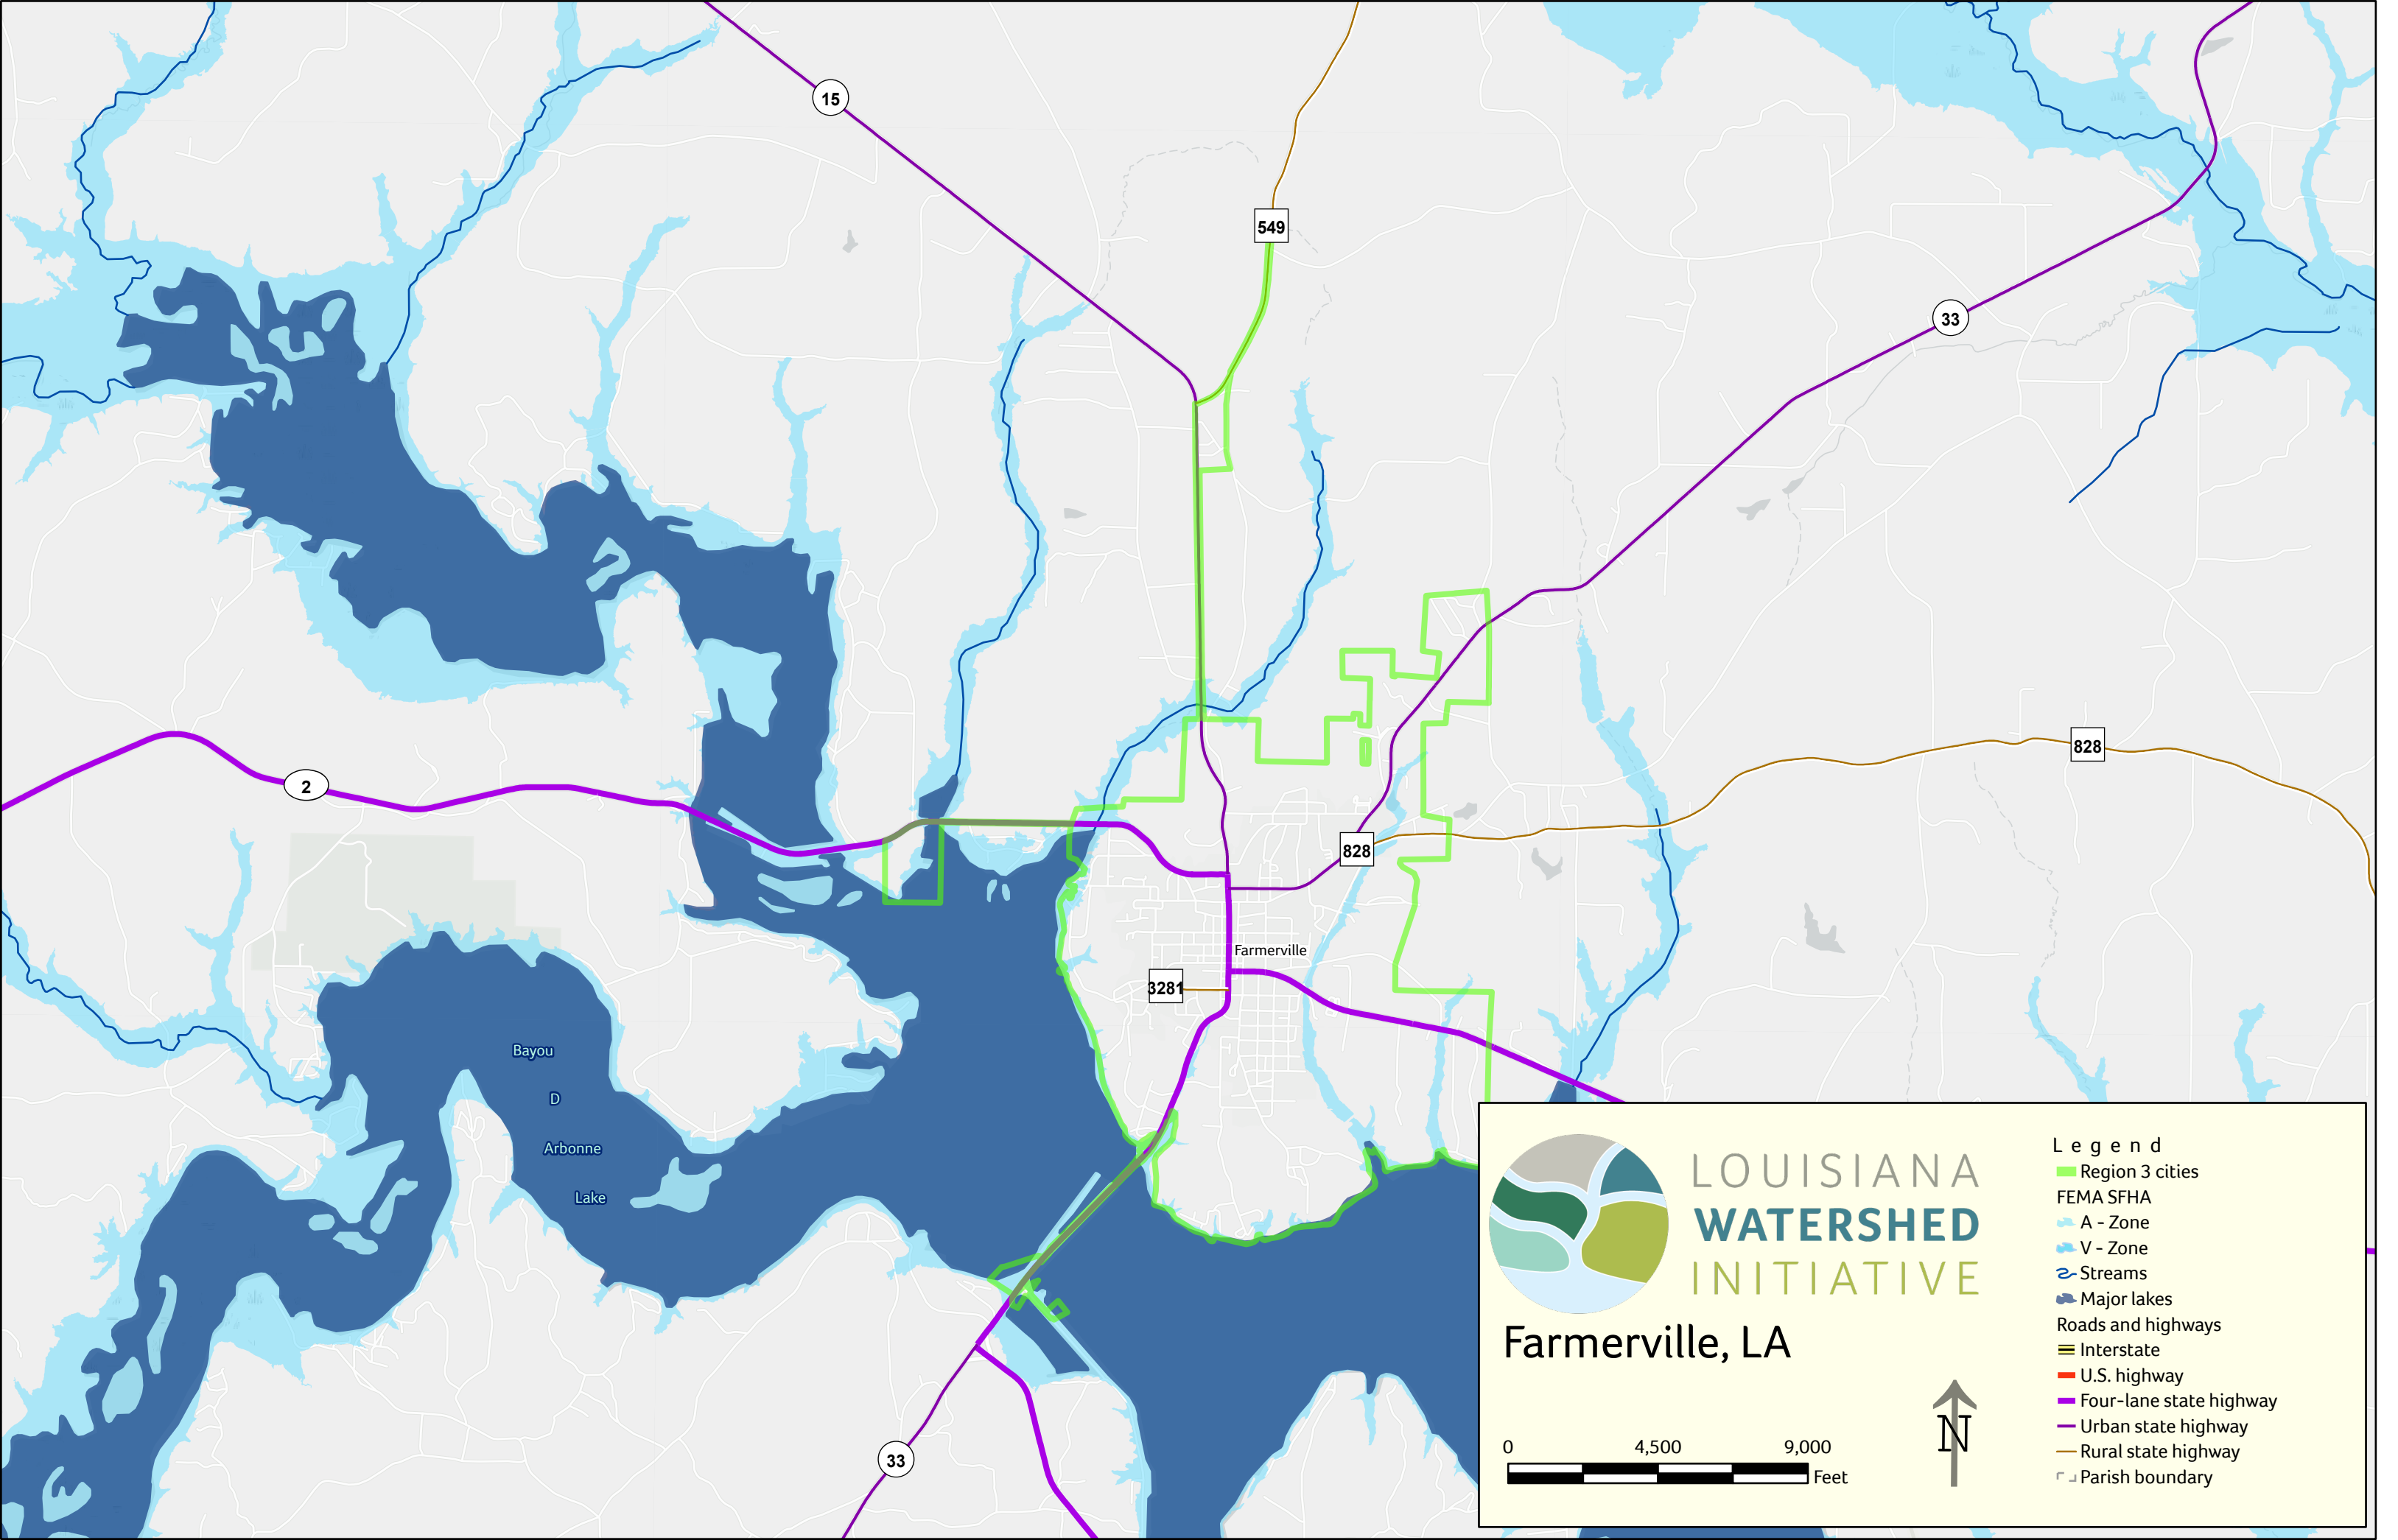 15
549
33
2
828
828
Farmerville
3281
Bayou
D
Arbonne
Lake
33
LOUISIANA
WATERSHED
INITIATIVE
Farmerville, LA
0 4,500 9,000
Feet
N
Legend
Region 3 cities
FEMA SFHA
A - Zone
V - Zone
Streams
Major lakes
Roads and highways
Interstate
U.S. highway
Four-lane state highway
Urban state highway
Rural state highway
Parish boundary